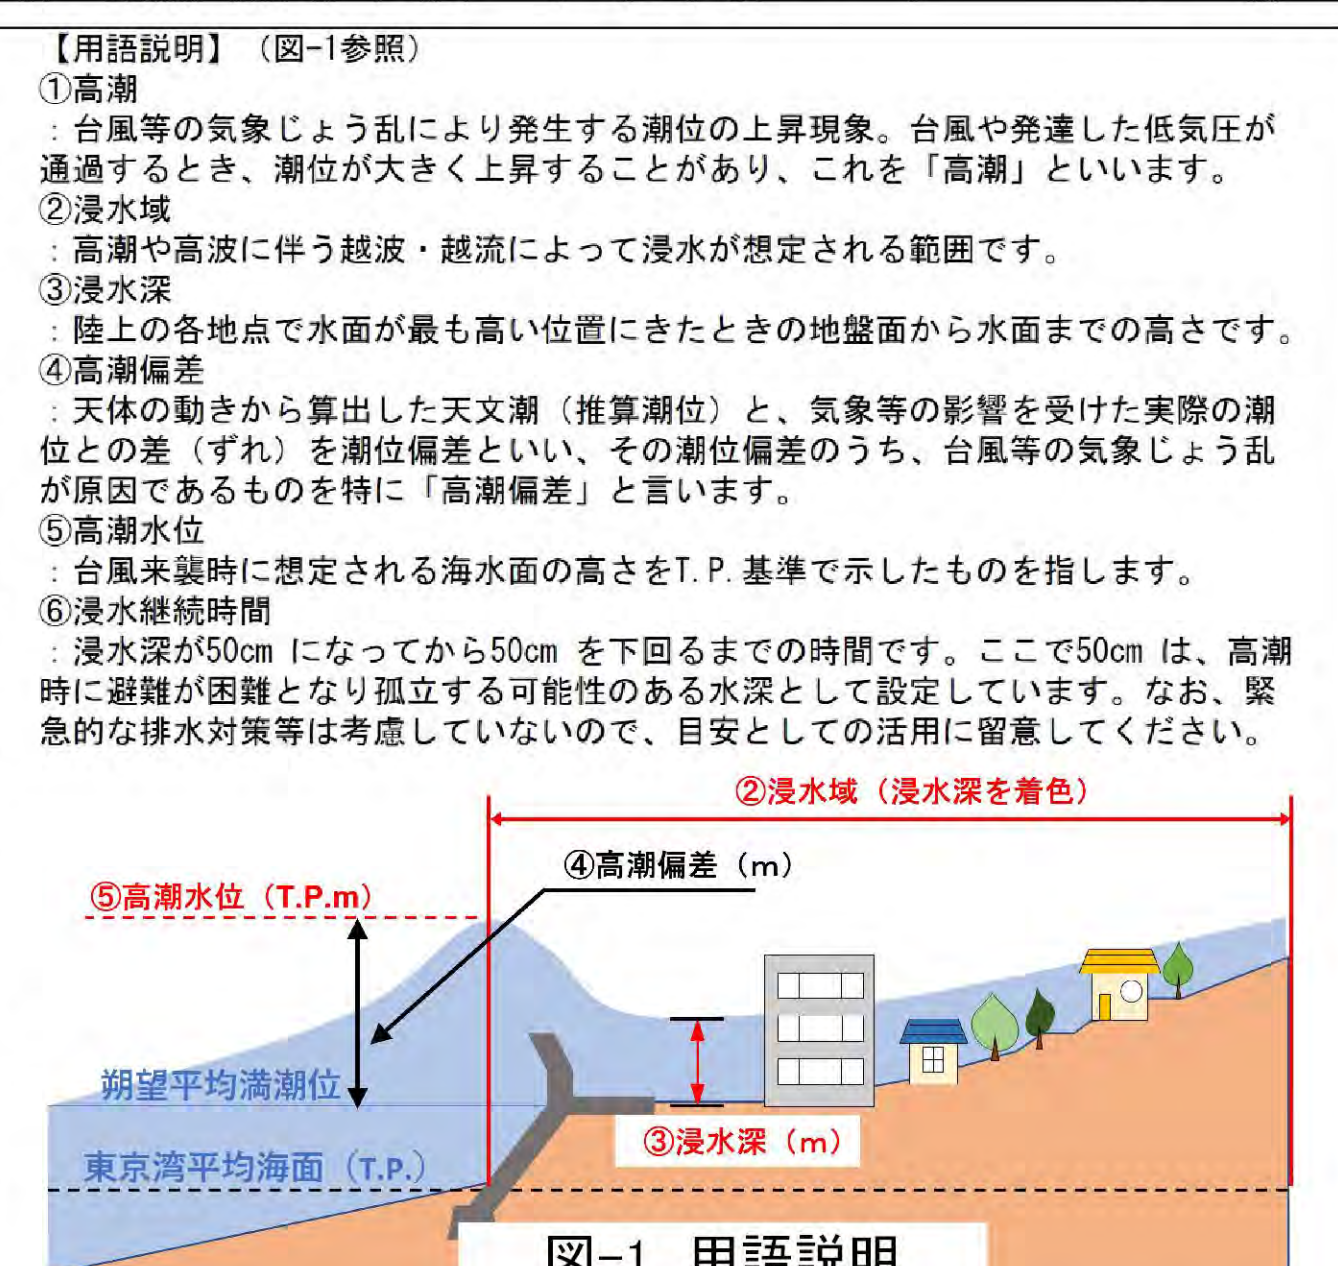 【用語説明】（図-1参照）
①高潮
：台風等の気象じょう乱により発生する潮位の上昇現象。台風や発達した低気圧が
通過するとき、潮位が大きく上昇することがあり、これを「高潮」といいます。
②浸水域
：高潮や高波に伴う越波・越流によって浸水が想定される範囲です。
③浸水深
：陸上の各地点で水面が最も高い位置にきたときの地盤面から水面までの高さです。
④高潮偏差
：天体の動きから算出した天文潮（推算潮位）と、気象等の影響を受けた実際の潮
位との差（ずれ）を潮位偏差といい、その潮位偏差のうち、台風等の気象じょう乱
が原因であるものを特に「高潮偏差」と言います。
⑤高潮水位
：台風来襲時に想定される海水面の高さをT.P.基準で示したものを指します。
⑥浸水継続時間
：浸水深が50cm になってから50cm を下回るまでの時間です。ここで50cm は、高潮
時に避難が困難となり孤立する可能性のある水深として設定しています。なお、緊
急的な排水対策等は考慮していないので、目安としての活用に留意してください。
②浸水域（浸水深を着色）
④高潮偏差（m）
⑤高潮水位（T.P.m）
朔望平均満潮位
③浸水深（m）
東京湾平均海面（T.P.）
図-1 用語説明